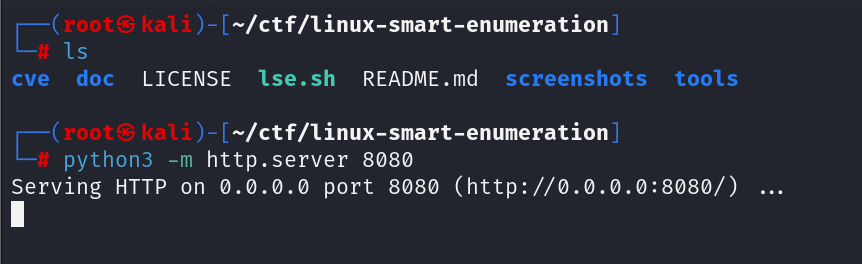 ┌──(root㉿kali)-[~/ctf/linux-smart-enumeration]
└─# ls
cve  doc  LICENSE  lse.sh  README.md  screenshots  tools
┌──(root㉿kali)-[~/ctf/linux-smart-enumeration]
└─# python3 -m http.server 8080
Serving HTTP on 0.0.0.0 port 8080 (http://0.0.0.0:8080/) ...